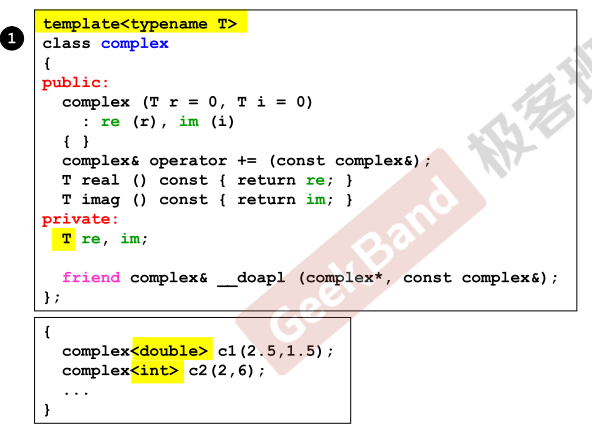 template<typename T>
1
class complex
{
public:
  complex (T r = 0, T i = 0)
    : re (r), im (i)
  { }
  complex& operator += (const complex&);
  T real () const { return re; }
  T imag () const { return im; }
private:
  T re, im;
  friend complex& __doapl (complex*, const complex&);
};
{
  complex<double> c1(2.5,1.5);
  complex<int> c2(2,6);
  ...
}
GeekBand 极客班